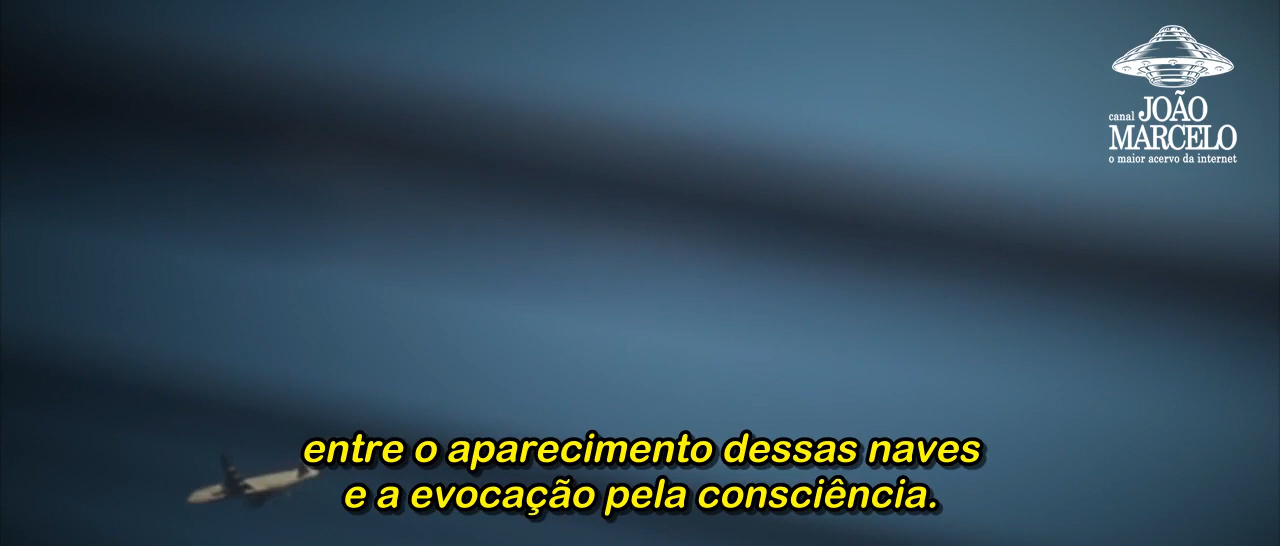 canal JOÃO
MARCELO
o maior acervo da internet
entre o aparecimento dessas naves
e a evocação pela consciência.